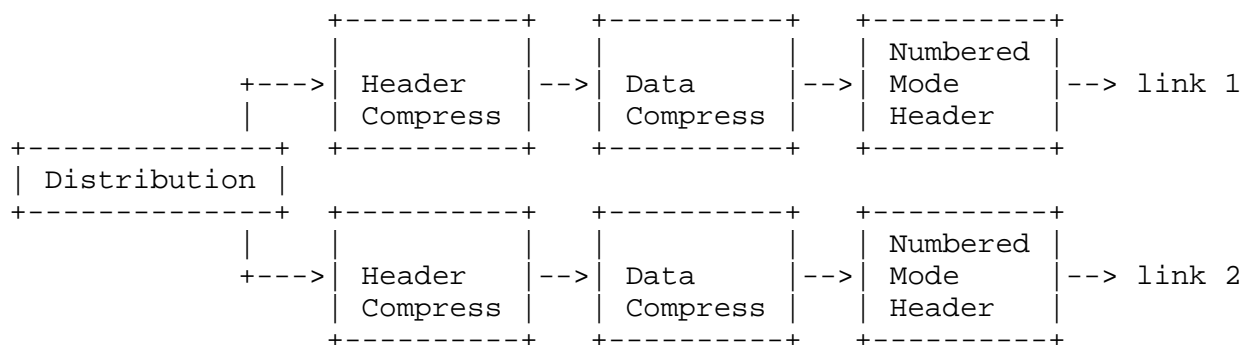 Numbered
Header Data Mode link 1
Compress Compress Header
Distribution
Numbered
Header Data Mode link 2
Compress Compress Header